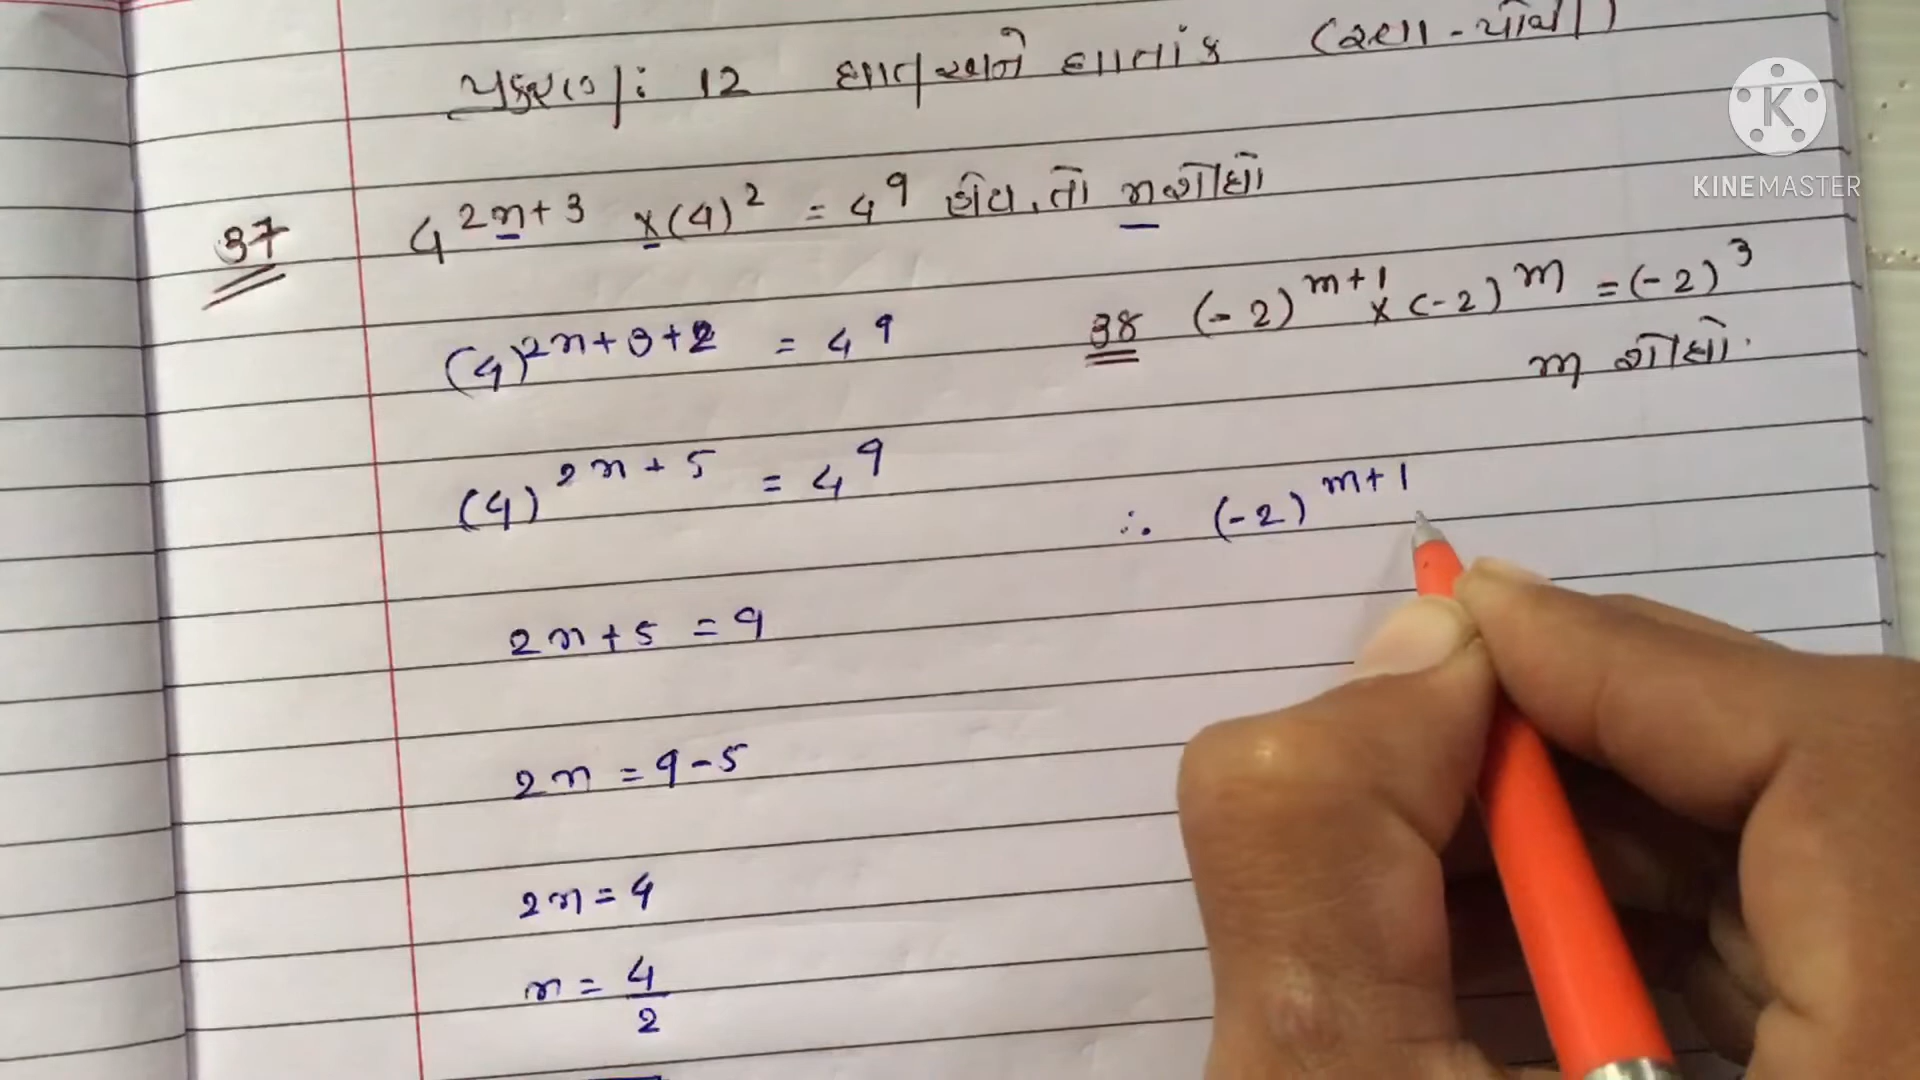 પ્રકરણ : 12 ઘાત અને ઘાતાંક
37 4^{2n+3} × (4)^2 = 4^9 હોય, તો n શોધો
(4)^{2n+3+2} = 4^9
(4)^{2n+5} = 4^9
2n+5 = 9
2n = 9-5
2n = 4
n = 4/2
38 (-2)^{m+1} × (-2)^m = (-2)^3
m શોધો.
∴ (-2)^{m+1}
K
KINEMASTER